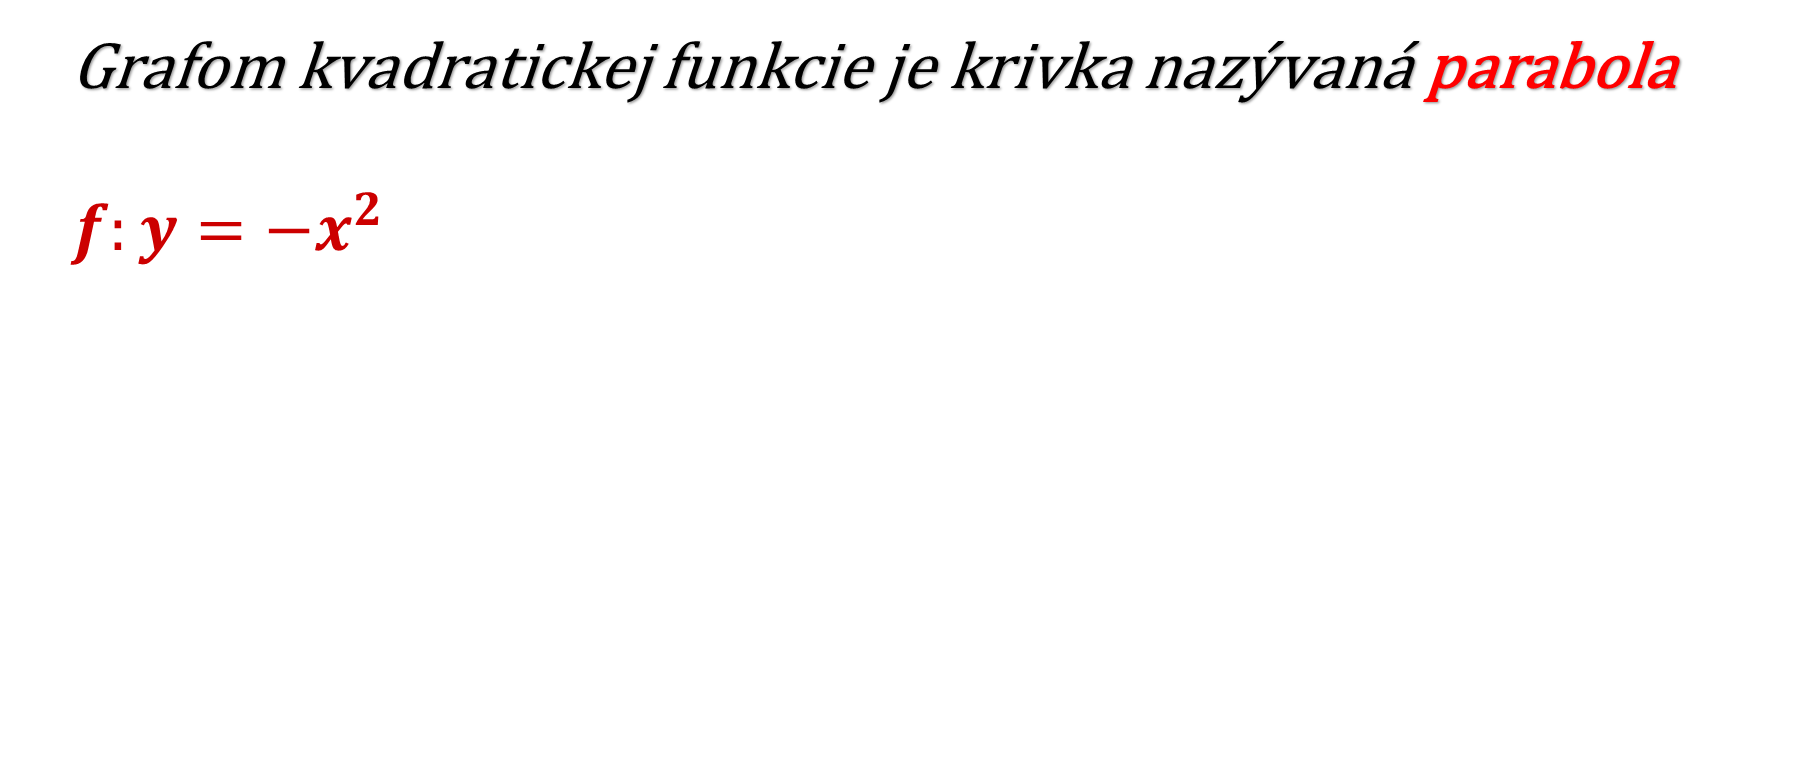 Grafom kvadratickej funkcie je krivka nazývaná parabola
f: y = −x²